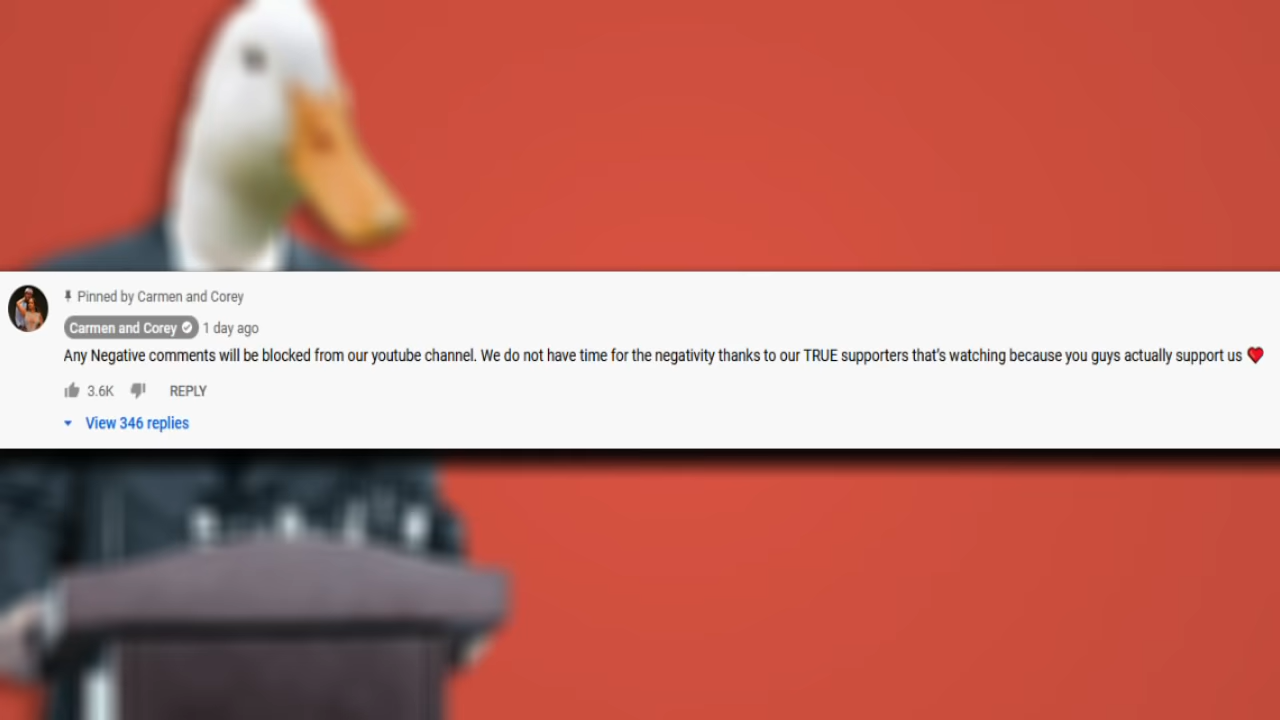 Pinned by Carmen and Corey
Carmen and Corey 1 day ago
Any Negative comments will be blocked from our youtube channel. We do not have time for the negativity thanks to our TRUE supporters that's watching because you guys actually support us ❤️
3.6K REPLY
View 346 replies